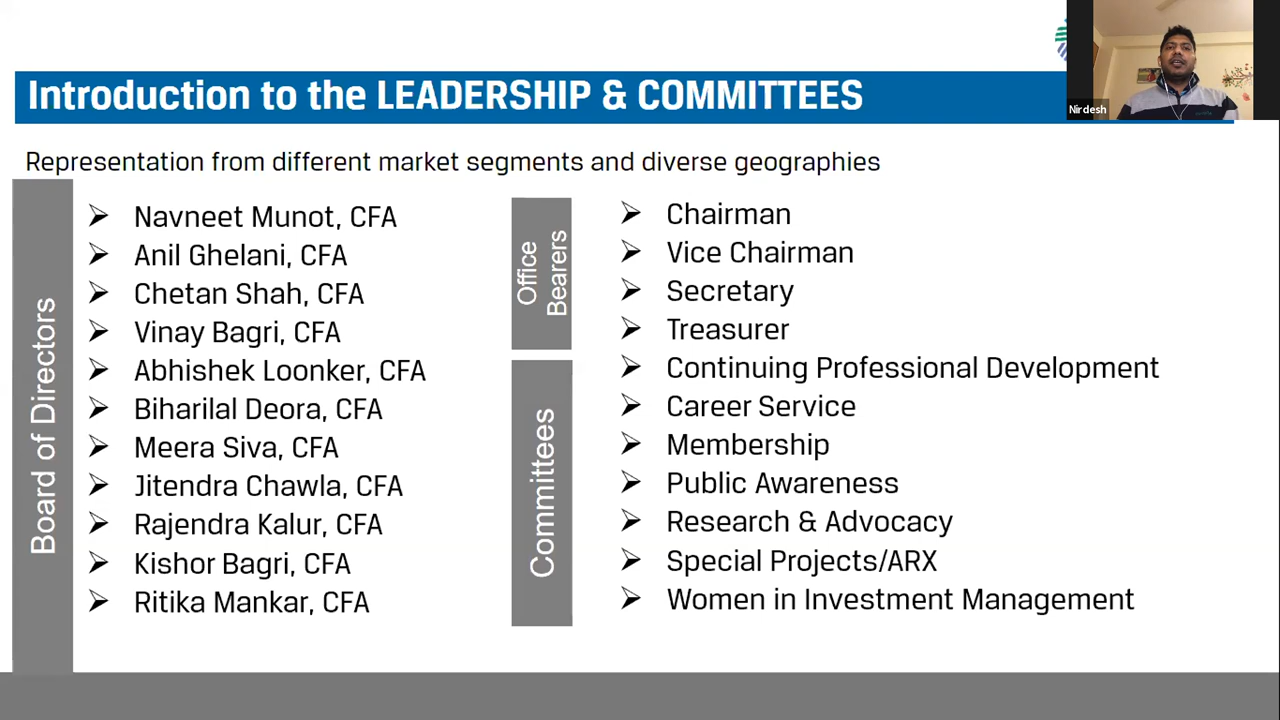 Introduction to the LEADERSHIP & COMMITTEES
Nirdesh
Representation from different market segments and diverse geographies
Board of Directors
Navneet Munot, CFA
Anil Ghelani, CFA
Chetan Shah, CFA
Vinay Bagri, CFA
Abhishek Loonker, CFA
Biharilal Deora, CFA
Meera Siva, CFA
Jitendra Chawla, CFA
Rajendra Kalur, CFA
Kishor Bagri, CFA
Ritika Mankar, CFA
Office
Bearers
Chairman
Vice Chairman
Secretary
Treasurer
Committees
Continuing Professional Development
Career Service
Membership
Public Awareness
Research & Advocacy
Special Projects/ARX
Women in Investment Management